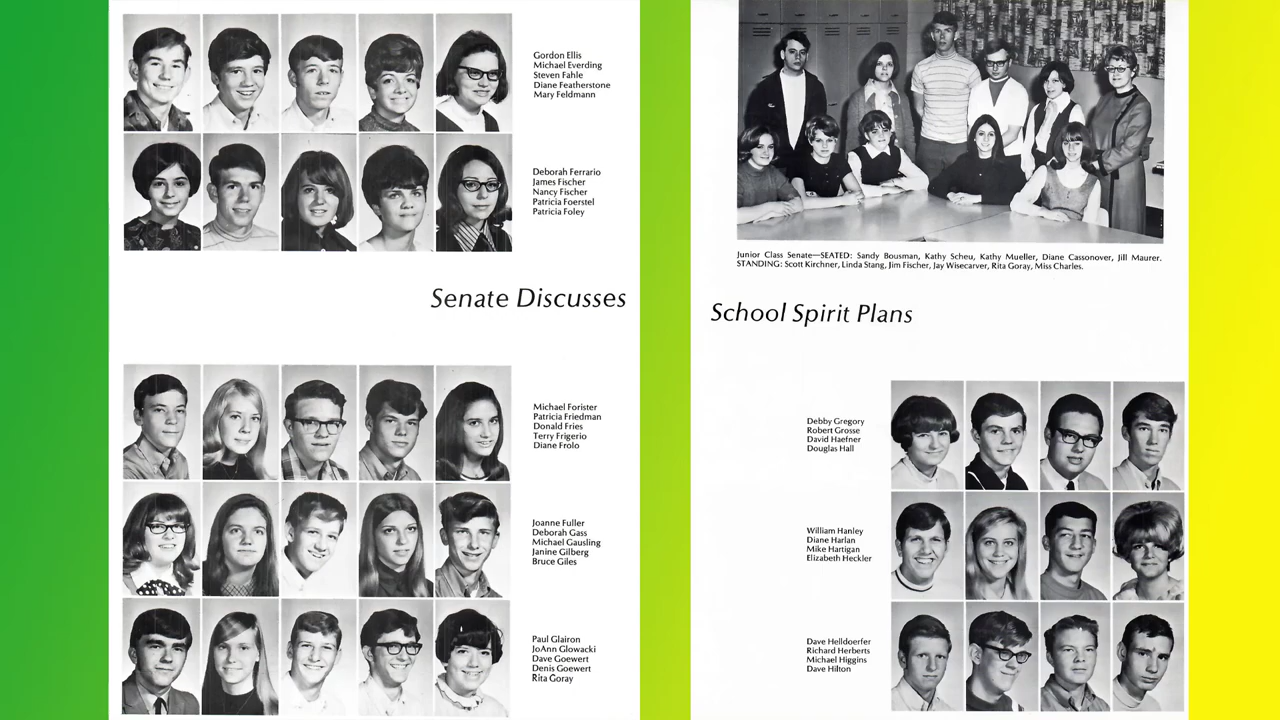 Gordon Ellis
Michael Everding
Steven Fahle
Diane Featherstone
Mary Feldmann
Deborah Ferrario
James Fischer
Nancy Fischer
Patricia Foerstel
Patricia Foley
Senate Discusses
Michael Forister
Patricia Friedman
Donald Fries
Terry Frigerio
Diane Frolo
Joanne Fuller
Deborah Gass
Michael Gausling
Janine Gilberg
Bruce Giles
Paul Glairon
JoAnn Glowacki
Dave Goewert
Denis Goewert
Rita Goray
Junior Class Senate—SEATED: Sandy Bousman, Kathy Scheu, Kathy Mueller, Diane Cassonover, Jill Maurer.
STANDING: Scott Kirchner, Linda Stang, Jim Fischer, Jay Wisecarver, Rita Goray, Miss Charles.
School Spirit Plans
Debby Gregory
Robert Grosse
David Haefner
Douglas Hall
William Hanley
Diane Harlan
Mike Hartigan
Elizabeth Heckler
Dave Helldoerfer
Richard Herberts
Michael Higgins
Dave Hilton